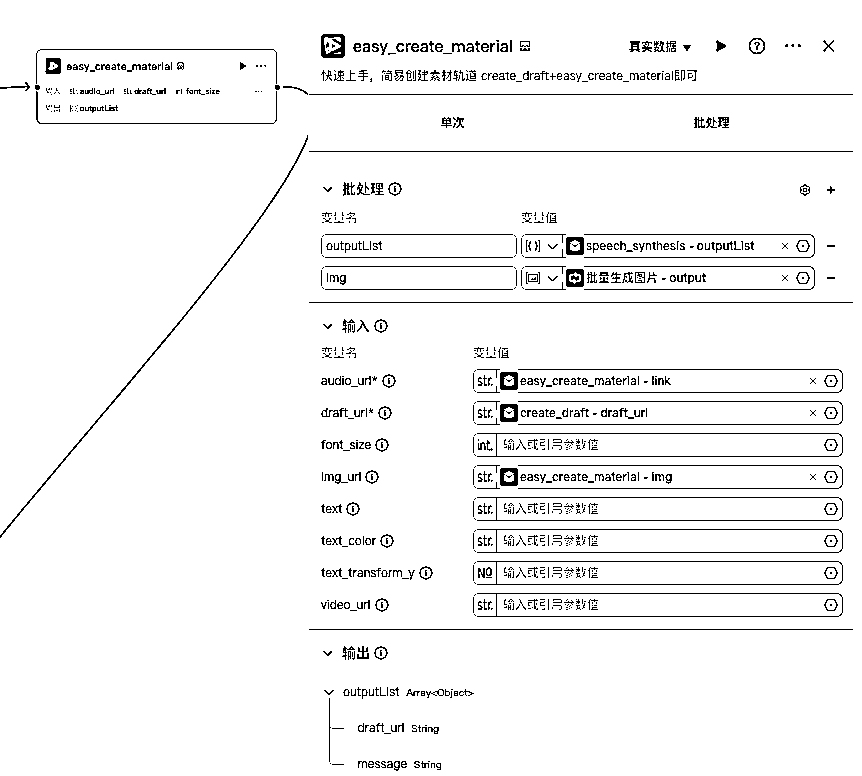 easy_create_material
输入 str. audio_url str. draft_url int. font_size ...
输出 outputList
easy_create_material 真实数据
快速上手，简易创建素材轨道 create_draft+easy_create_material即可
单次 批处理
批处理
变量名 变量值
outputList speech_synthesis - outputList
img 批量生成图片 - output
输入
变量名 变量值
audio_url* str. easy_create_material - link
draft_url* str. create_draft - draft_url
font_size int. 输入或引用参数值
img_url str. easy_create_material - img
text str. 输入或引用参数值
text_color str. 输入或引用参数值
text_transform_y NO 输入或引用参数值
video_url str. 输入或引用参数值
输出
outputList Array<Object>
draft_url String
message String